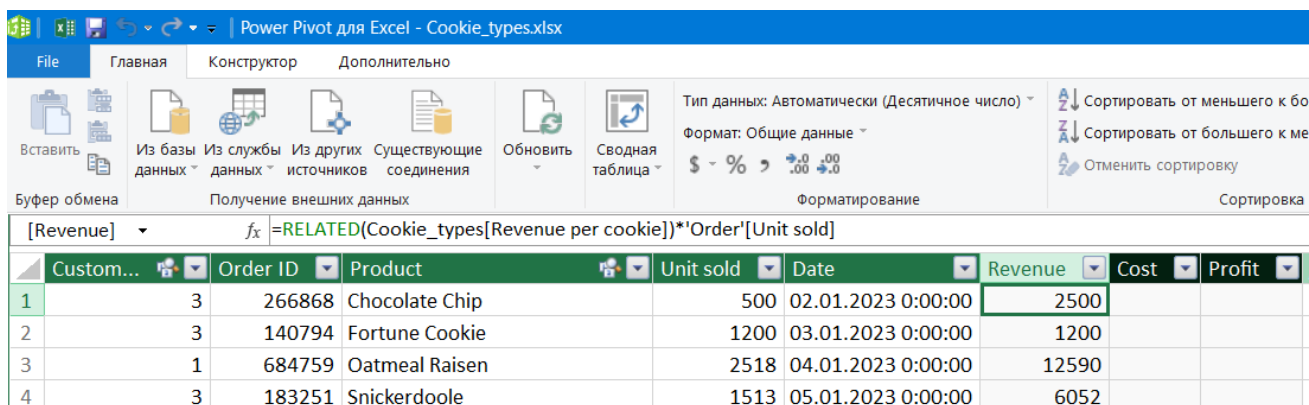 Power Pivot для Excel - Cookie_types.xlsx
File Главная Конструктор Дополнительно
Вставить
Из базы данных
Из службы данных
Из других источников
Существующие соединения
Обновить
Сводная таблица
Тип данных: Автоматически (Десятичное число)
Формат: Общие данные
$ % ,0 ,00 ,00 ,0
Сортировать от меньшего к бо
Сортировать от большего к ме
Отменить сортировку
Буфер обмена Получение внешних данных Форматирование Сортировка
[Revenue] fx =RELATED(Cookie_types[Revenue per cookie])*'Order'[Unit sold]
Custom... Order ID Product Unit sold Date Revenue Cost Profit
1 3 266868 Chocolate Chip 500 02.01.2023 0:00:00 2500
2 3 140794 Fortune Cookie 1200 03.01.2023 0:00:00 1200
3 1 684759 Oatmeal Raisen 2518 04.01.2023 0:00:00 12590
4 3 183251 Snickerdoole 1513 05.01.2023 0:00:00 6052